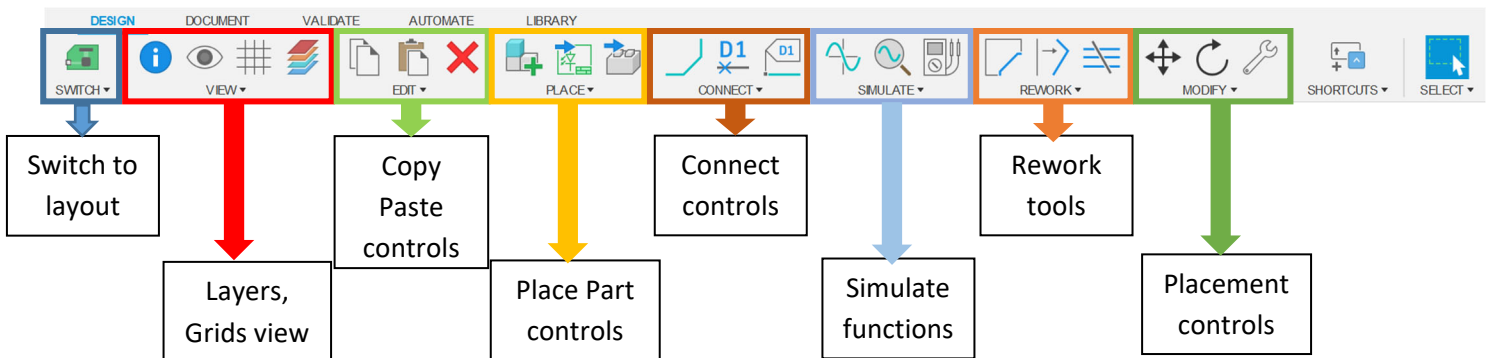 DESIGN DOCUMENT VALIDATE AUTOMATE LIBRARY
D1 D1
SWITCH VIEW EDIT PLACE CONNECT SIMULATE REWORK MODIFY SHORTCUTS SELECT
Switch to
layout
Layers,
Grids view
Copy
Paste
controls
Place Part
controls
Connect
controls
Simulate
functions
Rework
tools
Placement
controls